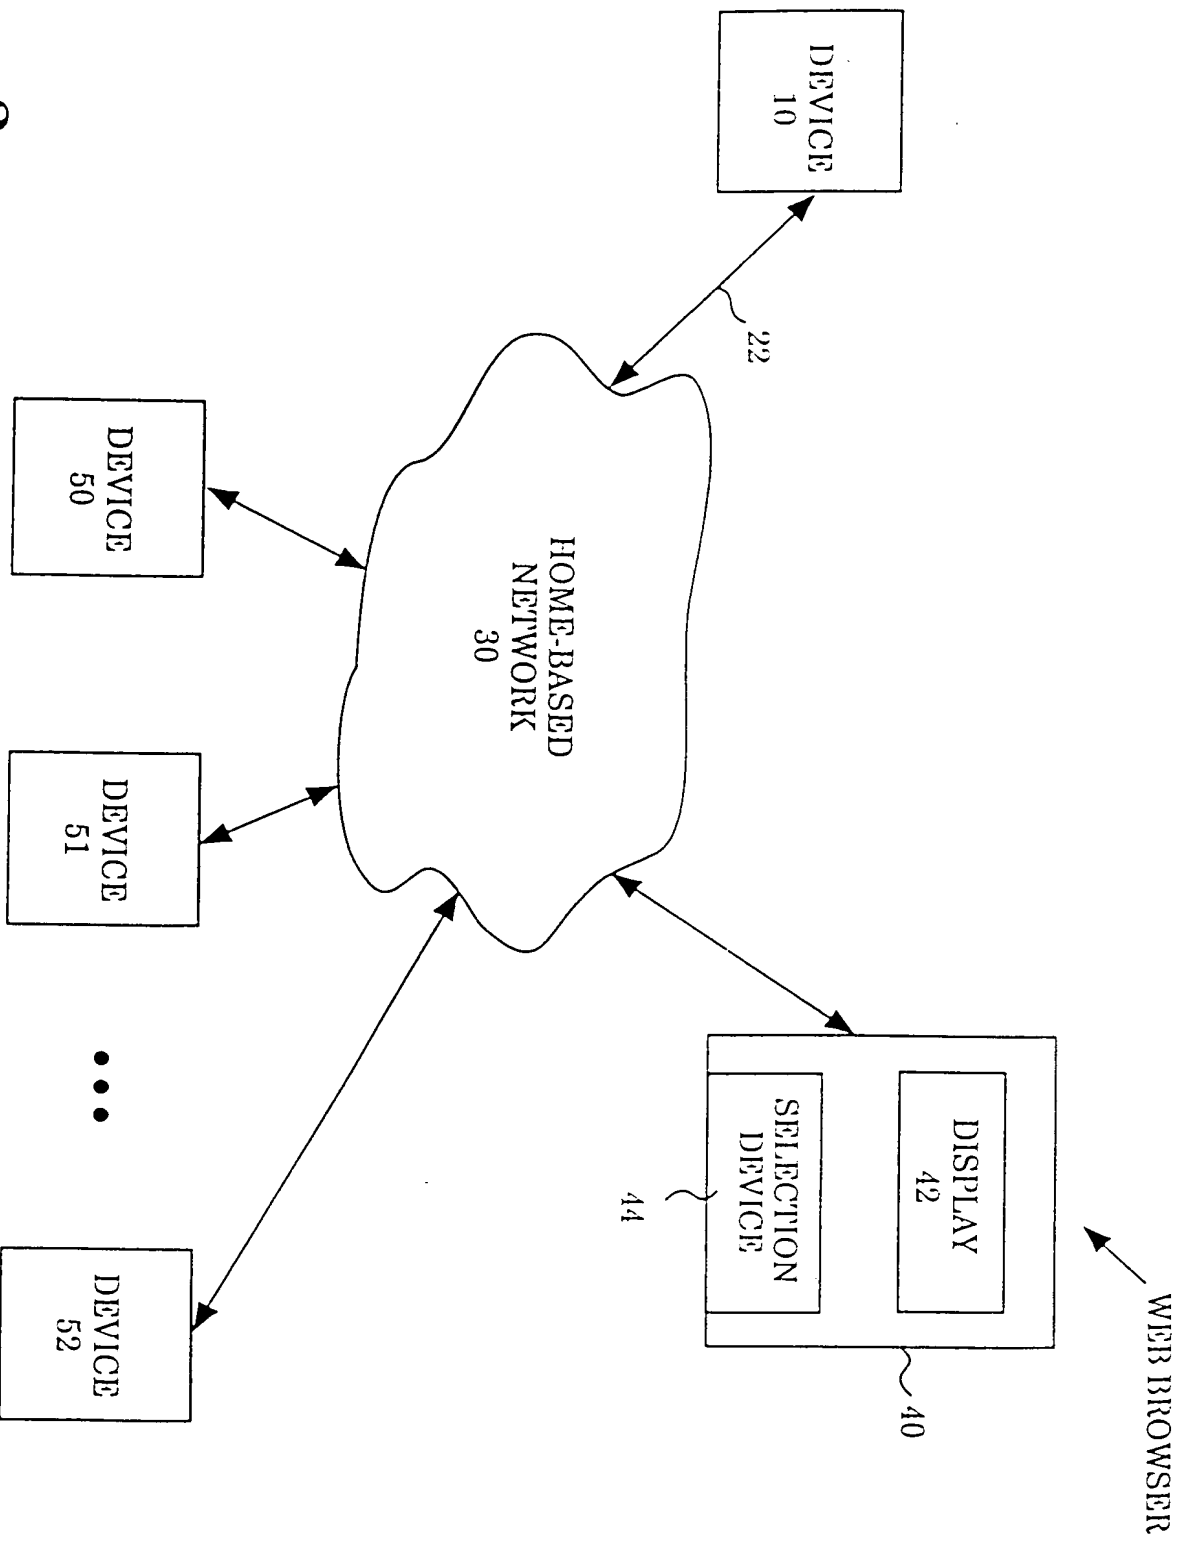 WEB BROWSER
DISPLAY
42
40
SELECTION
DEVICE
44
DEVICE
10
22
HOME-BASED
NETWORK
30
DEVICE
50
DEVICE
51
DEVICE
52